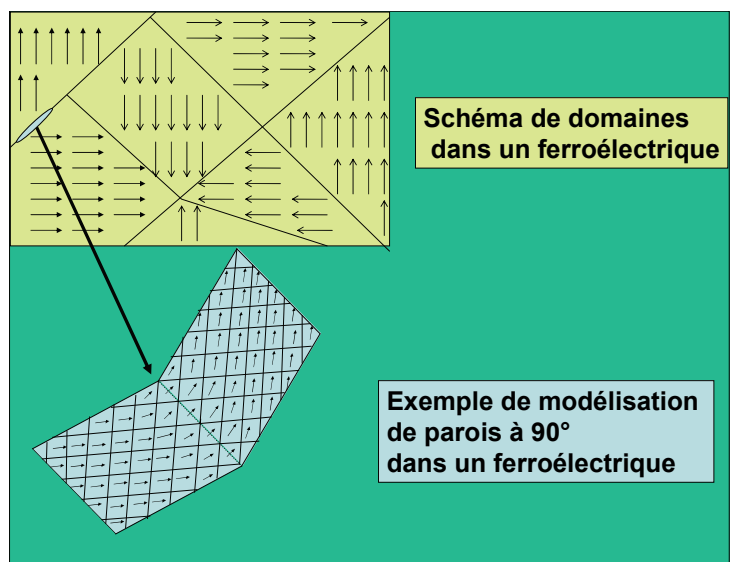 Schéma de domaines
dans un ferroélectrique
Exemple de modélisation
de parois à 90°
dans un ferroélectrique